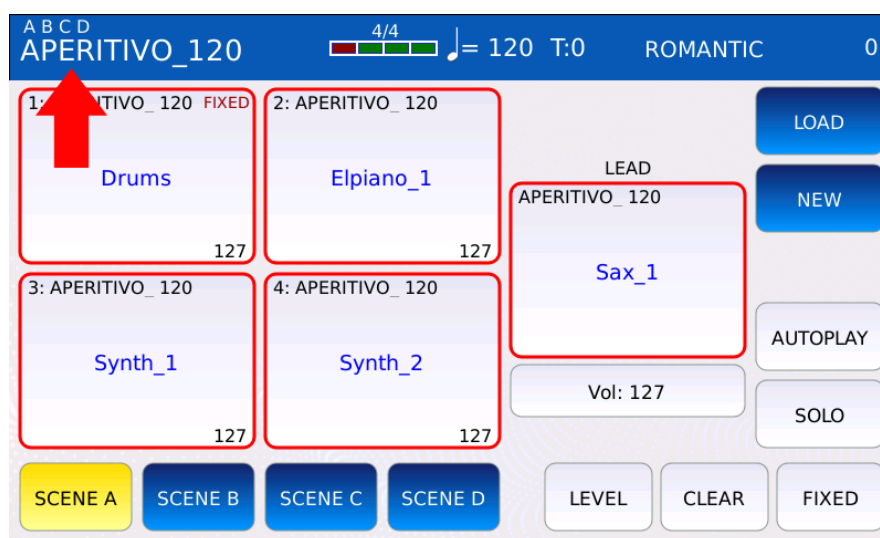 A B C D
APERITIVO_120
4/4
= 120 T:0 ROMANTIC 0
1: TIVO_ 120 FIXED
Drums
127
2: APERITIVO_ 120
Elpiano_1
127
LEAD
APERITIVO_ 120
Sax_1
LOAD
NEW
3: APERITIVO_ 120
Synth_1
127
4: APERITIVO_ 120
Synth_2
127
Vol: 127
AUTOPLAY
SOLO
SCENE A SCENE B SCENE C SCENE D LEVEL CLEAR FIXED